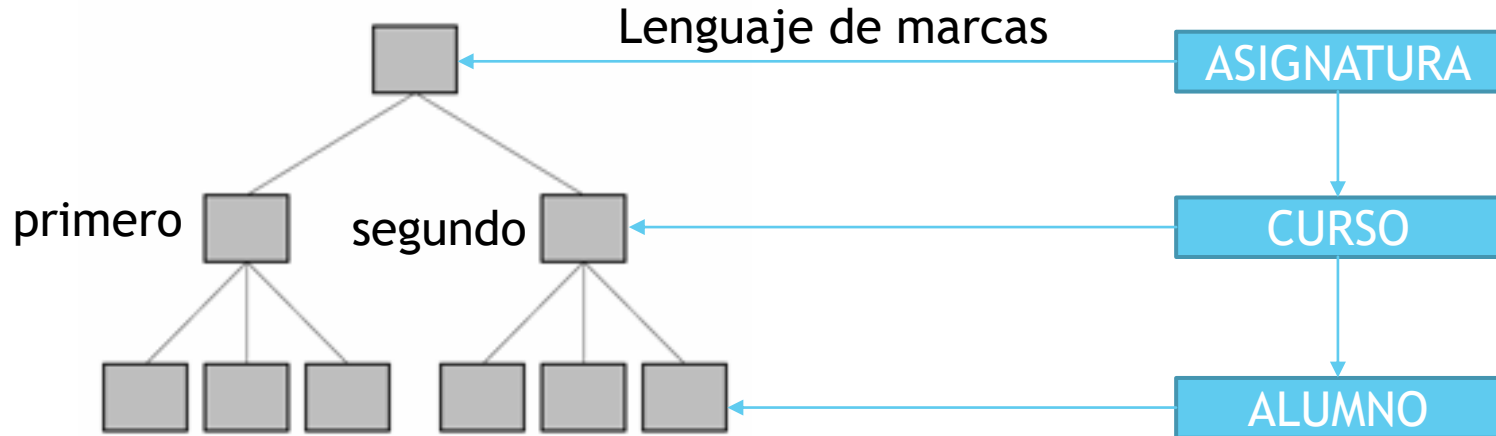 Lenguaje de marcas
ASIGNATURA
primero
segundo
CURSO
ALUMNO